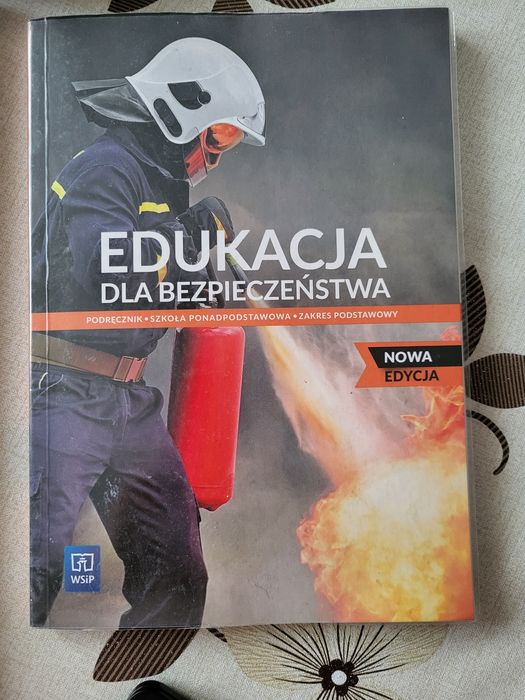 EDUKACJA
DLA BEZPIECZEŃSTWA
PODRĘCZNIK • SZKOŁA PONADPODSTAWOWA • ZAKRES PODSTAWOWY
NOWA
EDYCJA
WSiP